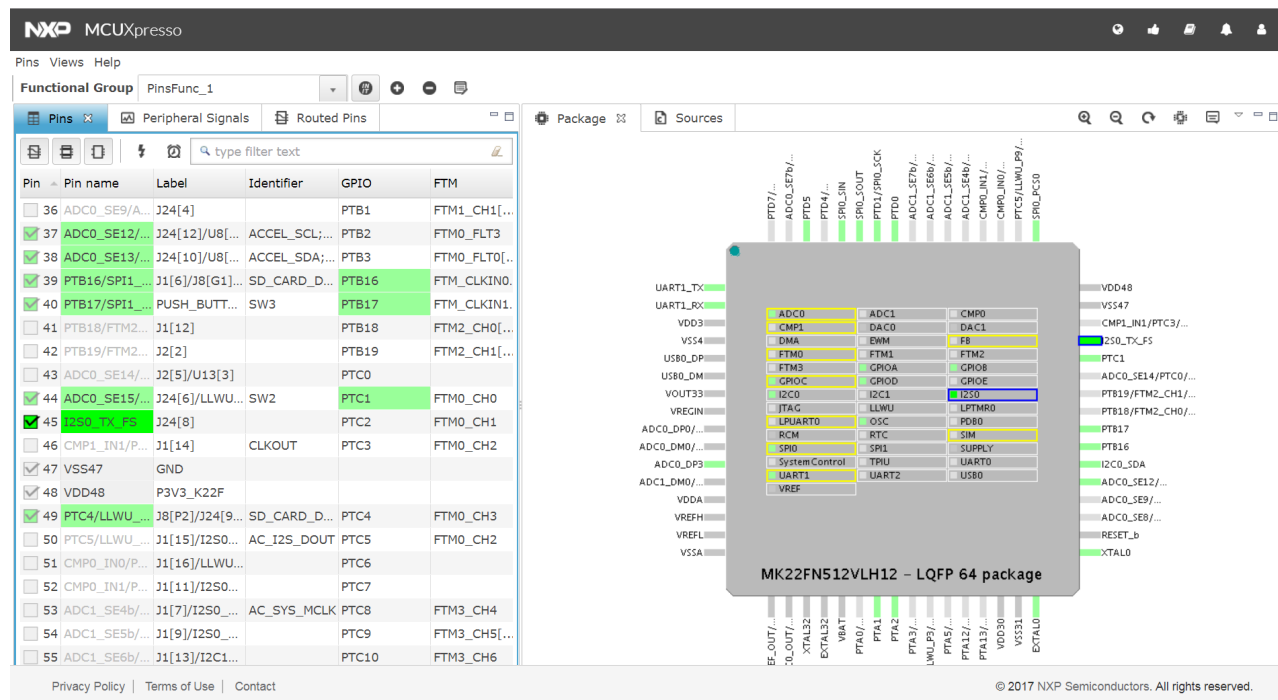 NXP MCUXpresso
Pins Views Help
Functional Group PinsFunc_1
Pins Peripheral Signals Routed Pins
type filter text
Pin Pin name Label Identifier GPIO FTM
36 ADC0_SE9/A... J24[4] PTB1 FTM1_CH1[...
37 ADC0_SE12/... J24[12]/U8[... ACCEL_SCL;... PTB2 FTM0_FLT3
38 ADC0_SE13/... J24[10]/U8[... ACCEL_SDA;... PTB3 FTM0_FLT0[..
39 PTB16/SPI1_... J1[6]/J8[G1]... SD_CARD_D... PTB16 FTM_CLKIN0.
40 PTB17/SPI1_... PUSH_BUTT... SW3 PTB17 FTM_CLKIN1.
41 PTB18/FTM2... J1[12] PTB18 FTM2_CH0[...
42 PTB19/FTM2... J2[2] PTB19 FTM2_CH1[...
43 ADC0_SE14/... J2[5]/U13[3] PTC0
44 ADC0_SE15/... J24[6]/LLWU... SW2 PTC1 FTM0_CH0
45 I2S0_TX_FS J24[8] PTC2 FTM0_CH1
46 CMP1_IN1/P... J1[14] CLKOUT PTC3 FTM0_CH2
47 VSS47 GND
48 VDD48 P3V3_K22F
49 PTC4/LLWU_... J8[P2]/J24[9... SD_CARD_D... PTC4 FTM0_CH3
50 PTC5/LLWU_... J1[15]/I2S0... AC_I2S_DOUT PTC5 FTM0_CH2
51 CMP0_IN0/P... J1[16]/LLWU... PTC6
52 CMP0_IN1/P... J1[11]/I2S0... PTC7
53 ADC1_SE4b/... J1[7]/I2S0_... AC_SYS_MCLK PTC8 FTM3_CH4
54 ADC1_SE5b/... J1[9]/I2S0_... PTC9 FTM3_CH5[...
55 ADC1_SE6b/... J1[13]/I2C1... PTC10 FTM3_CH6
Package Sources
PTD7/...
ADC0_SE7b/...
PTD5
PTD4/...
SPI0_SIN
SPI0_SOUT
PTD1/SPI0_SCK
PTD0
ADC1_SE7b/...
ADC1_SE6b/...
ADC1_SE5b/...
ADC1_SE4b/...
CMP0_IN1/...
CMP0_IN0/...
PTC5/LLWU_P9/...
SPI0_PCS0
UART1_TX
UART1_RX
VDD3
VSS4
USB0_DP
USB0_DM
VOUT33
VREGIN
ADC0_DP0/...
ADC0_DM0/...
ADC0_DP3
ADC1_DM0/...
VDDA
VREFH
VREFL
VSSA
ADC0 ADC1 CMP0
CMP1 DAC0 DAC1
DMA EWM FB
FTM0 FTM1 FTM2
FTM3 GPIOA GPIOB
GPIOC GPIOD GPIOE
I2C0 I2C1 I2S0
JTAG LLWU LPTMR0
LPUART0 OSC PDB0
RCM RTC SIM
SPI0 SPI1 SUPPLY
SystemControl TPIU UART0
UART1 UART2 USB0
VREF
MK22FN512VLH12 – LQFP 64 package
VDD48
VSS47
CMP1_IN1/PTC3/...
I2S0_TX_FS
PTC1
ADC0_SE14/PTC0/...
PTB19/FTM2_CH1/...
PTB18/FTM2_CH0/...
PTB17
PTB16
I2C0_SDA
ADC0_SE12/...
ADC0_SE9/...
ADC0_SE8/...
RESET_b
XTAL0
EF_OUT/...
C0_OUT/...
XTAL32
EXTAL32
VBAT
PTA0/...
PTA1
PTA2
PTA3/...
LWU_P3/...
PTA5/...
PTA12/...
PTA13/...
VDD30
VSS31
EXTAL0
Privacy Policy | Terms of Use | Contact
© 2017 NXP Semiconductors. All rights reserved.